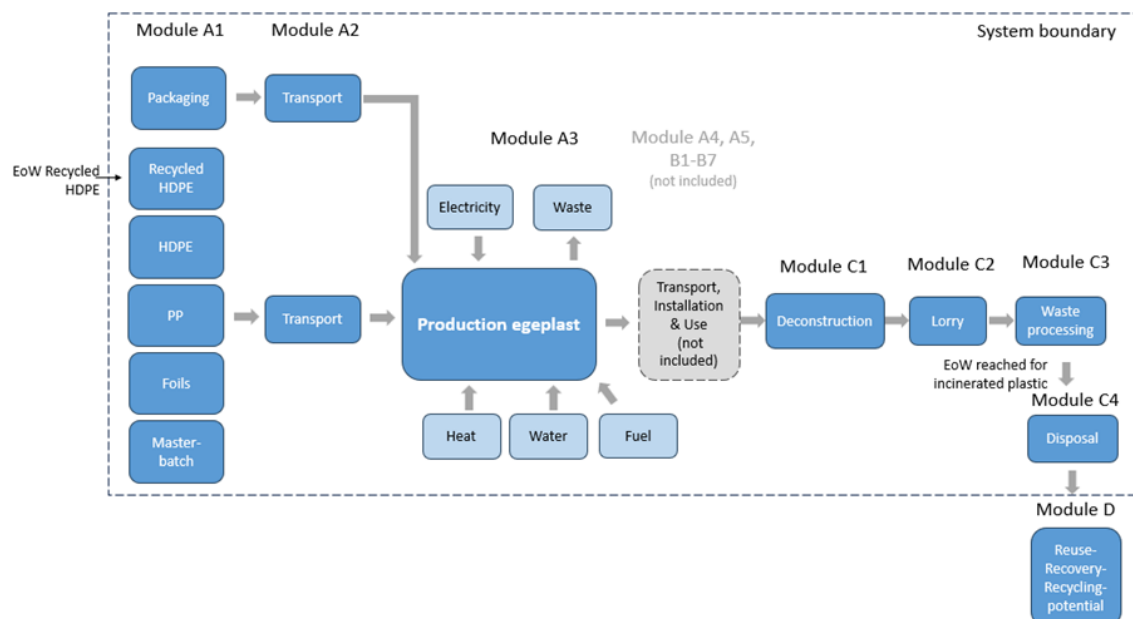 Module A1
Module A2
System boundary
Packaging
Transport
Module A3
Module A4, A5,
B1-B7
(not included)
EoW Recycled
HDPE
Recycled
HDPE
Electricity
Waste
HDPE
Module C1
Module C2
Module C3
PP
Transport
Production egeplast
Transport,
Installation
& Use
(not
included)
Deconstruction
Lorry
Waste
processing
EoW reached for
incinerated plastic
Foils
Module C4
Master-
batch
Heat
Water
Fuel
Disposal
Module D
Reuse-
Recovery-
Recycling-
potential